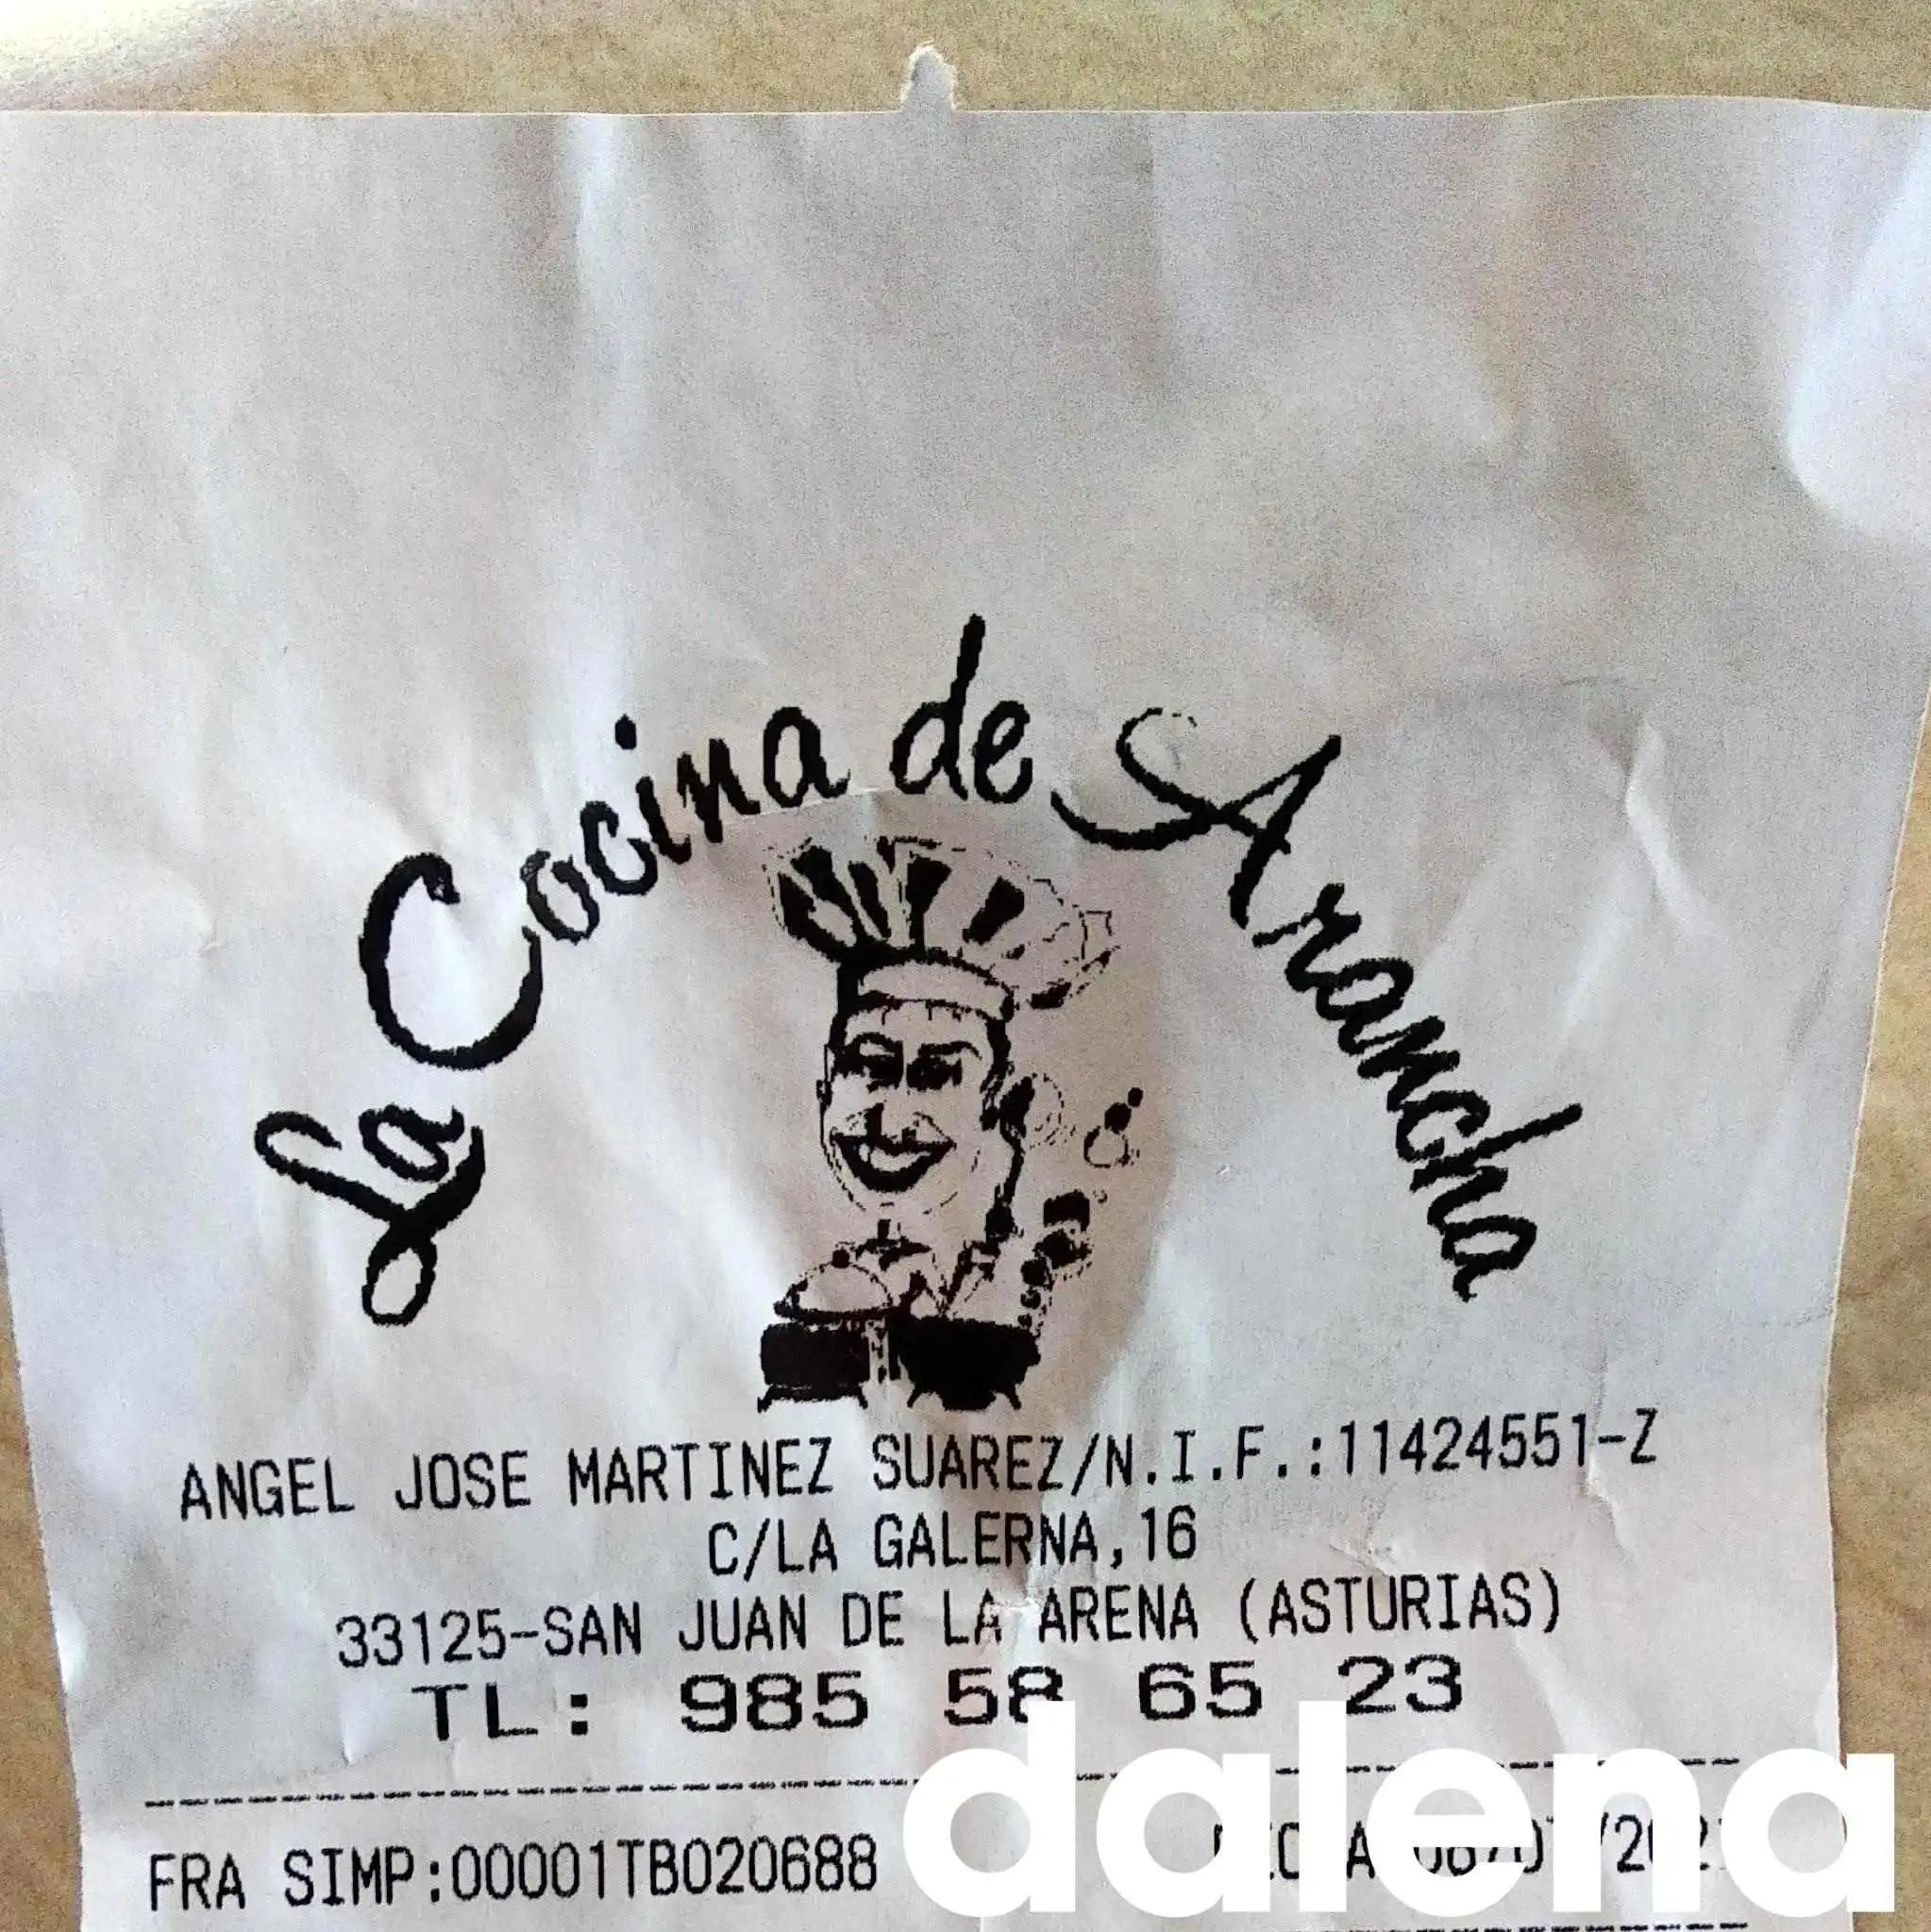 La Cocina de Arancha
ANGEL JOSE MARTINEZ SUAREZ/N.I.F.:11424551-Z
C/LA GALERNA,16
33125-SAN JUAN DE LA ARENA (ASTURIAS)
TL: 985 58 65 23
FRA SIMP:00001TB020688
dalena